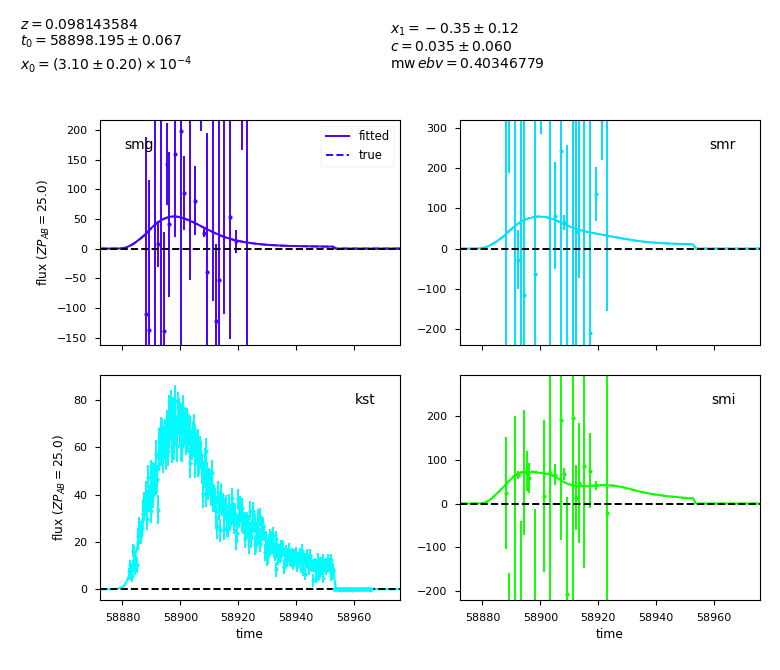 z = 0.098143584
t₀ = 58898.195 ± 0.067
x₀ = (3.10 ± 0.20) × 10⁻⁴
x₁ = −0.35 ± 0.12
c = 0.035 ± 0.060
mwebv = 0.40346779
smg
fitted
true
200
150
100
50
0
−50
−100
−150
flux (ZP_AB = 25.0)
smr
300
200
100
0
−100
−200
kst
80
60
40
20
0
flux (ZP_AB = 25.0)
58880 58900 58920 58940 58960
time
smi
200
100
0
−100
−200
58880 58900 58920 58940 58960
time